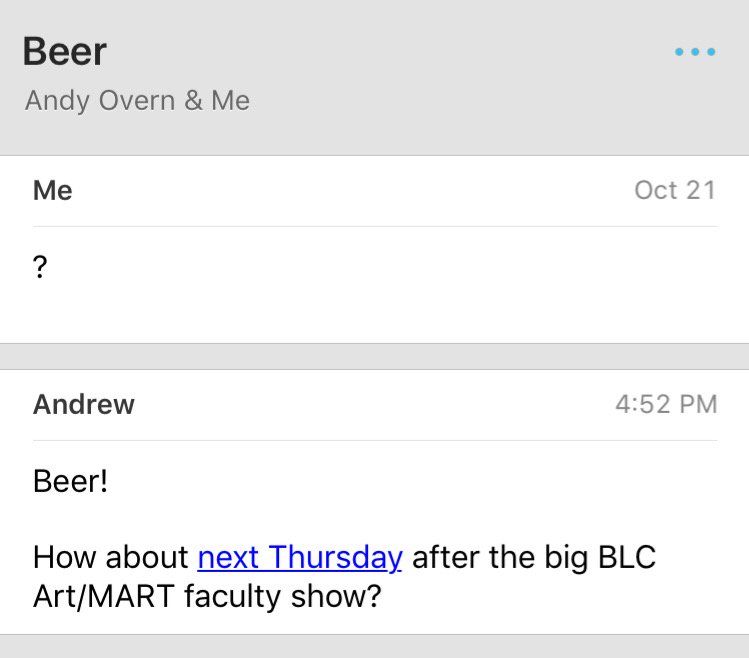 Beer
Andy Overn & Me
Me
Oct 21
?
Andrew
4:52 PM
Beer!
How about next Thursday after the big BLC
Art/MART faculty show?